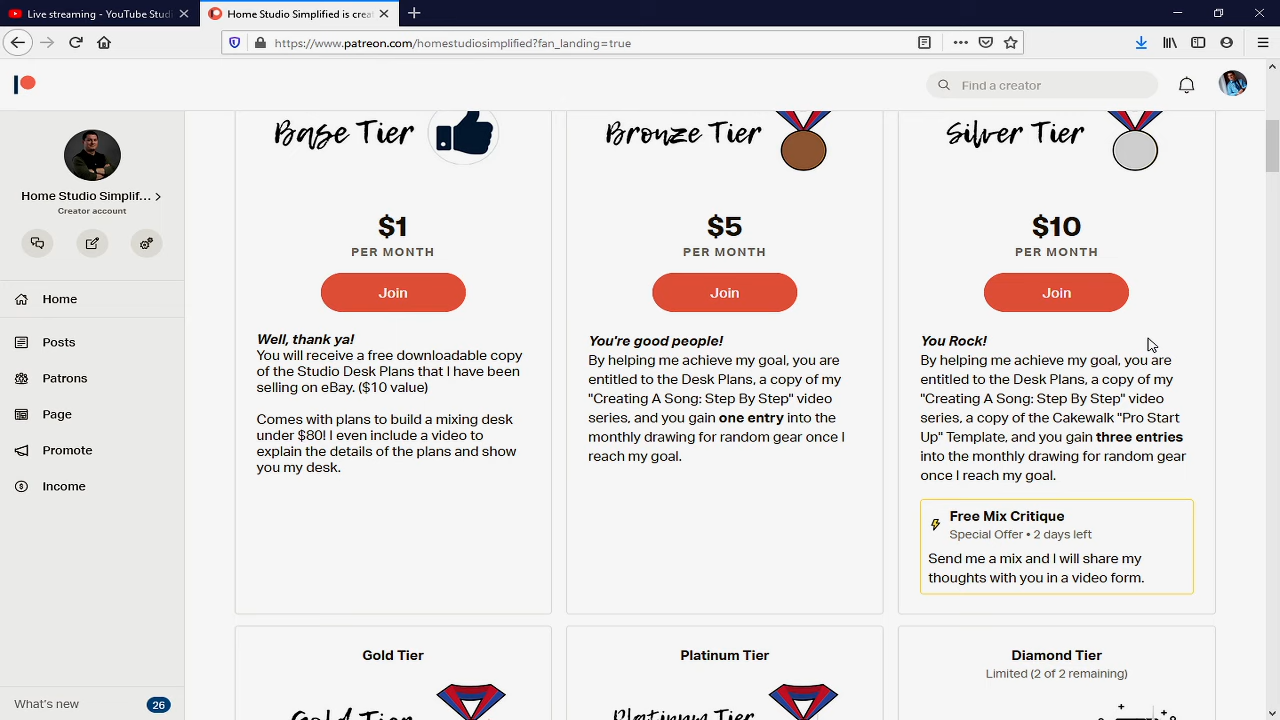 Live streaming - YouTube Studi
Home Studio Simplified is crea
https://www.patreon.com/homestudiosimplified?fan_landing=true
Find a creator
Home Studio Simplif...
Creator account
Home
Posts
Patrons
Page
Promote
Income
What's new
26
Base Tier
$1
PER MONTH
Join
Well, thank ya!
You will receive a free downloadable copy
of the Studio Desk Plans that I have been
selling on eBay. ($10 value)
Comes with plans to build a mixing desk
under $80! I even include a video to
explain the details of the plans and show
you my desk.
Bronze Tier
$5
PER MONTH
Join
You're good people!
By helping me achieve my goal, you are
entitled to the Desk Plans, a copy of my
"Creating A Song: Step By Step" video
series, and you gain one entry into the
monthly drawing for random gear once I
reach my goal.
Silver Tier
$10
PER MONTH
Join
You Rock!
By helping me achieve my goal, you are
entitled to the Desk Plans, a copy of my
"Creating A Song: Step By Step" video
series, a copy of the Cakewalk "Pro Start
Up" Template, and you gain three entries
into the monthly drawing for random gear
once I reach my goal.
Free Mix Critique
Special Offer • 2 days left
Send me a mix and I will share my
thoughts with you in a video form.
Gold Tier
Gold Tier
Platinum Tier
Platinum Tier
Diamond Tier
Limited (2 of 2 remaining)